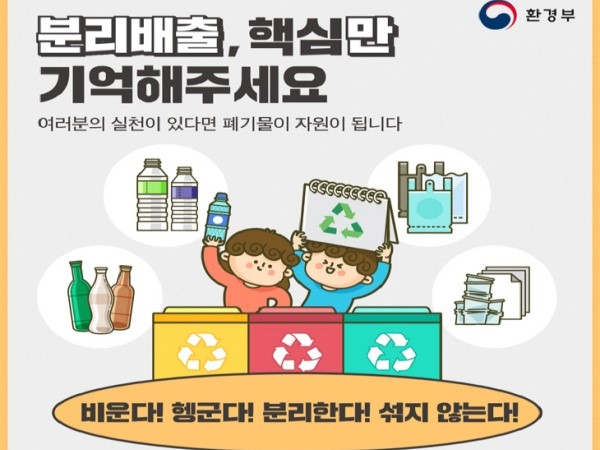 환경부
분리배출, 핵심만
기억해주세요
여러분의 실천이 있다면 폐기물이 자원이 됩니다
비운다! 헹군다! 분리한다! 섞지 않는다!